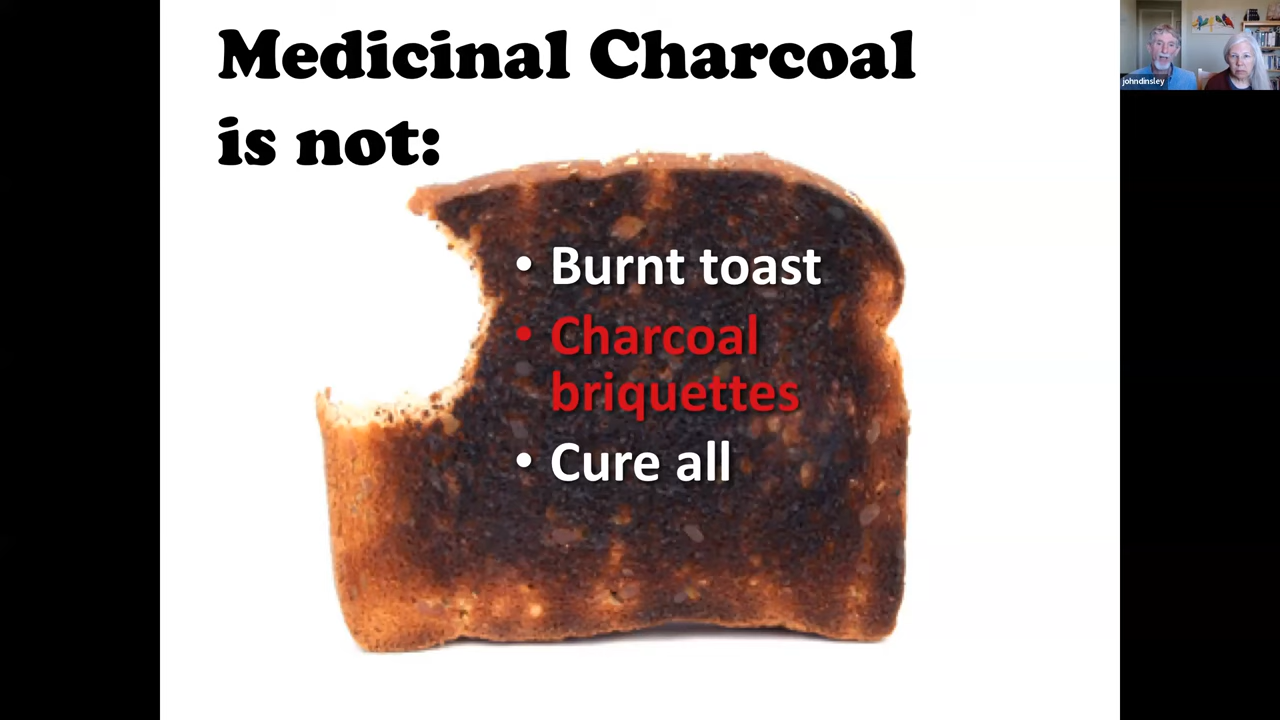 Medicinal Charcoal
is not:
• Burnt toast
• Charcoal
briquettes
• Cure all
johndinsley